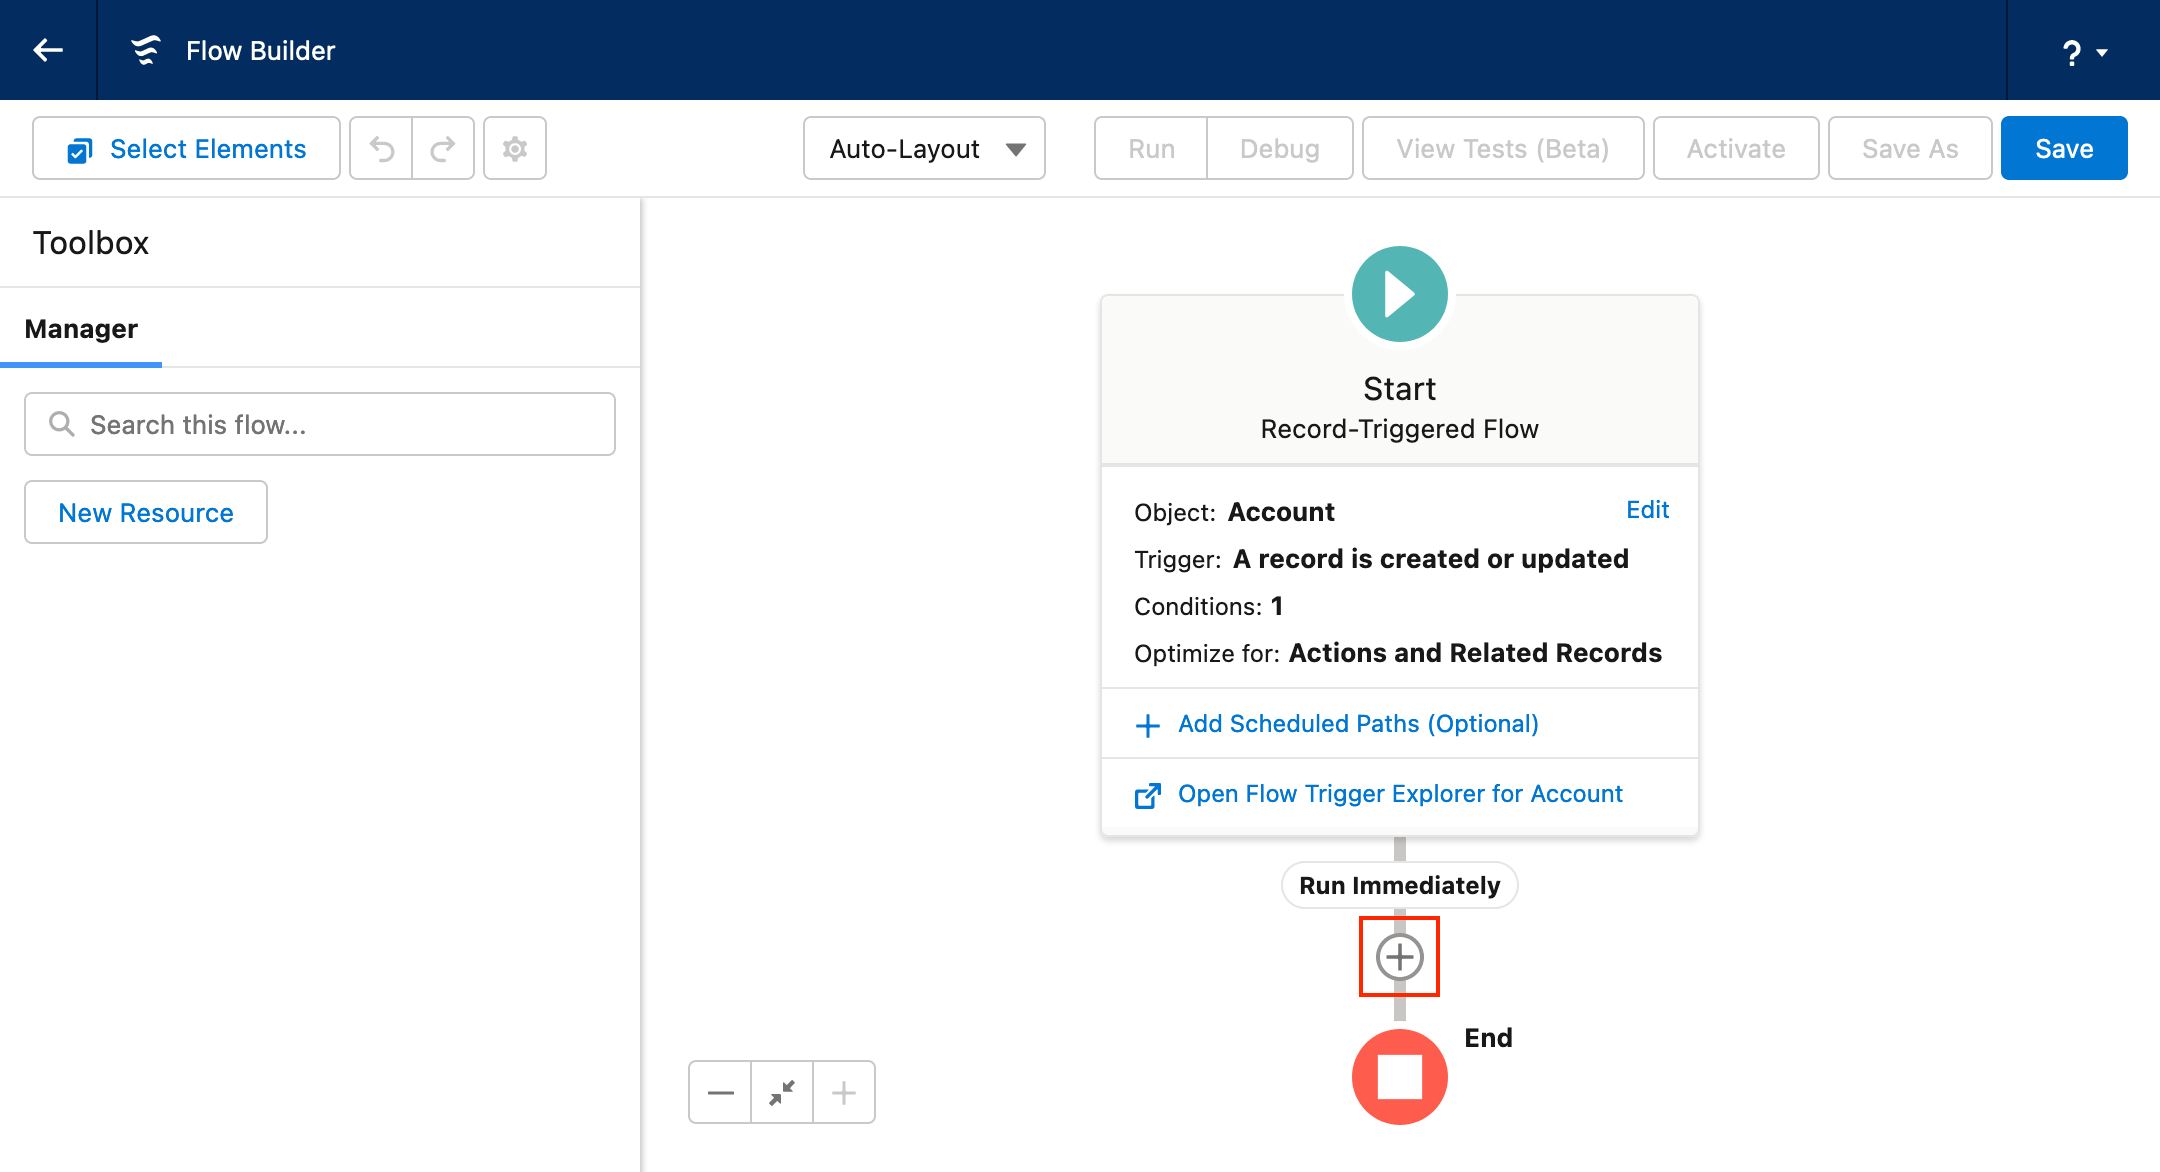 Flow Builder
?
Select Elements
Auto-Layout
Run
Debug
View Tests (Beta)
Activate
Save As
Save
Toolbox
Manager
Search this flow...
New Resource
Start
Record-Triggered Flow
Object: Account
Edit
Trigger: A record is created or updated
Conditions: 1
Optimize for: Actions and Related Records
Add Scheduled Paths (Optional)
Open Flow Trigger Explorer for Account
Run Immediately
End